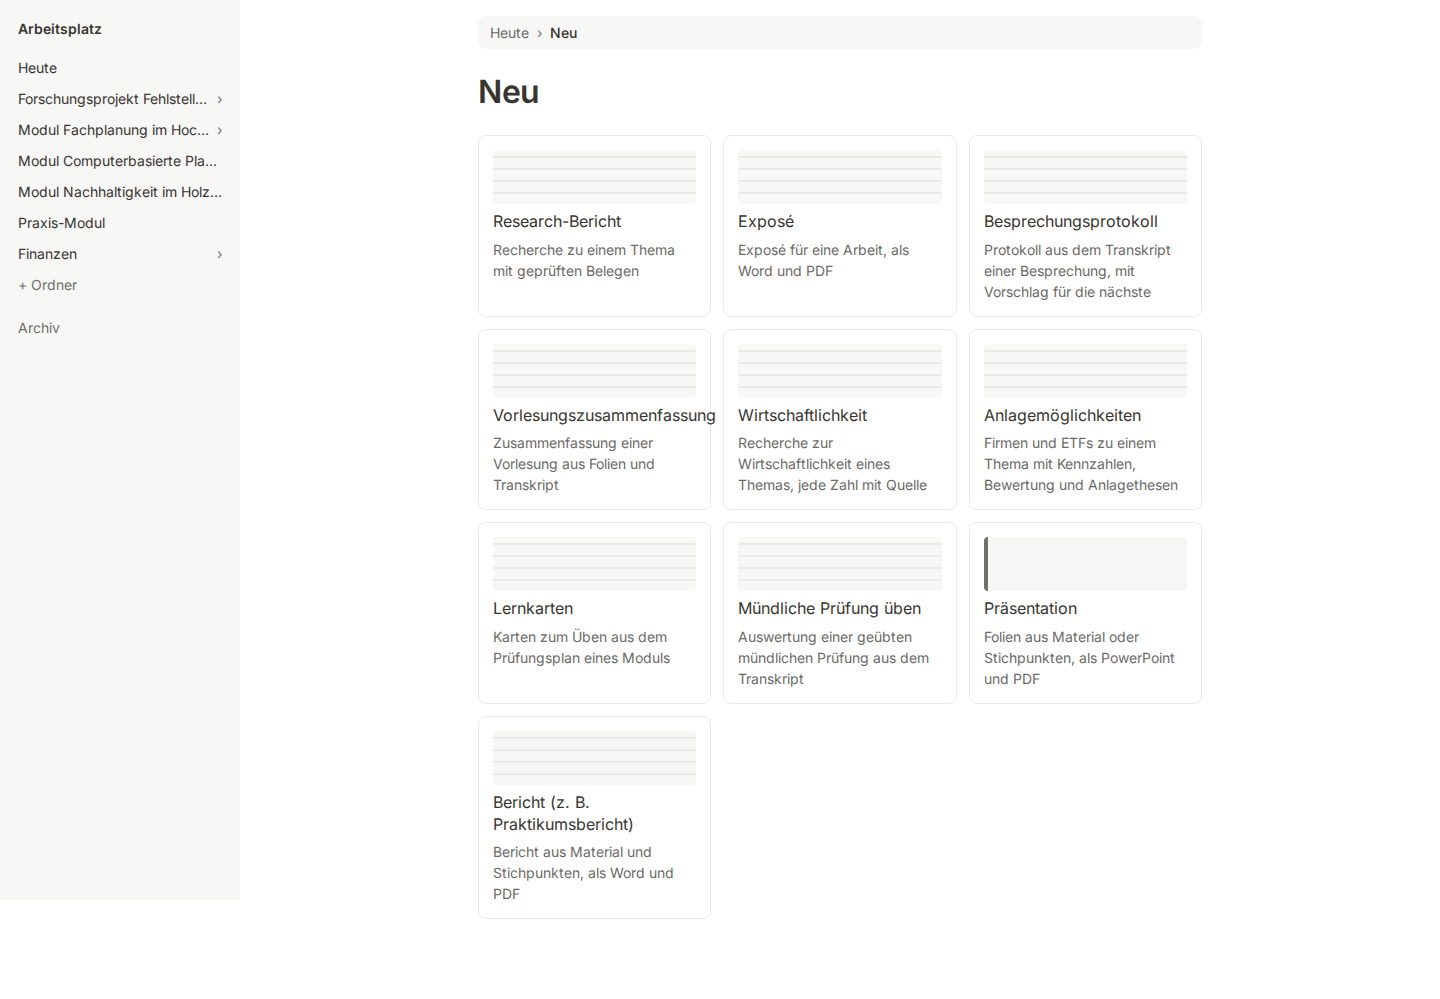 Arbeitsplatz
Heute
Forschungsprojekt Fehlstell... ›
Modul Fachplanung im Hoc... ›
Modul Computerbasierte Pla...
Modul Nachhaltigkeit im Holz...
Praxis-Modul
Finanzen ›
+ Ordner
Archiv
Heute › Neu
Neu
Research-Bericht
Recherche zu einem Thema
mit geprüften Belegen
Exposé
Exposé für eine Arbeit, als
Word und PDF
Besprechungsprotokoll
Protokoll aus dem Transkript
einer Besprechung, mit
Vorschlag für die nächste
Vorlesungszusammenfassung
Zusammenfassung einer
Vorlesung aus Folien und
Transkript
Wirtschaftlichkeit
Recherche zur
Wirtschaftlichkeit eines
Themas, jede Zahl mit Quelle
Anlagemöglichkeiten
Firmen und ETFs zu einem
Thema mit Kennzahlen,
Bewertung und Anlagethesen
Lernkarten
Karten zum Üben aus dem
Prüfungsplan eines Moduls
Mündliche Prüfung üben
Auswertung einer geübten
mündlichen Prüfung aus dem
Transkript
Präsentation
Folien aus Material oder
Stichpunkten, als PowerPoint
und PDF
Bericht (z. B.
Praktikumsbericht)
Bericht aus Material und
Stichpunkten, als Word und
PDF